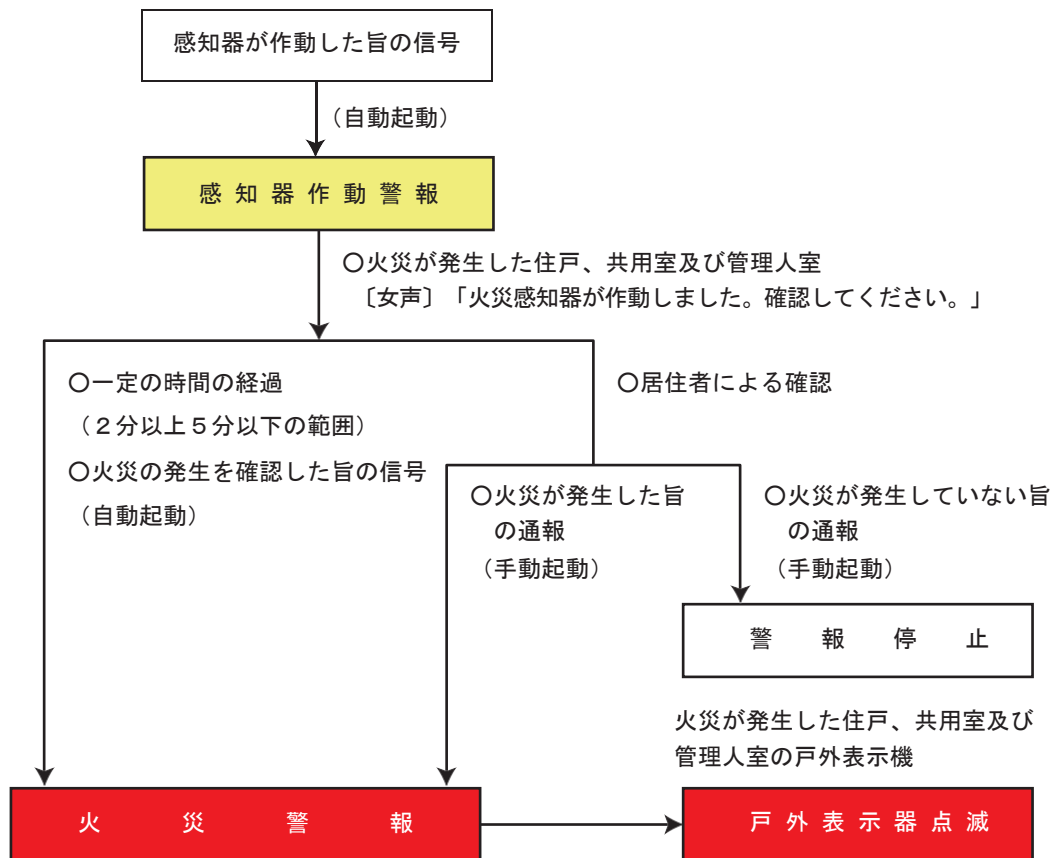 感知器が作動した旨の信号
（自動起動）
感知器作動警報
〇火災が発生した住戸、共用室及び管理人室
〔女声〕「火災感知器が作動しました。確認してください。」
〇一定の時間の経過
（２分以上５分以下の範囲）
〇火災の発生を確認した旨の信号
（自動起動）
〇居住者による確認
〇火災が発生した旨
の通報
（手動起動）
〇火災が発生していない旨
の通報
（手動起動）
警報停止
火災が発生した住戸、共用室及び
管理人室の戸外表示機
火災警報
戸外表示器点滅